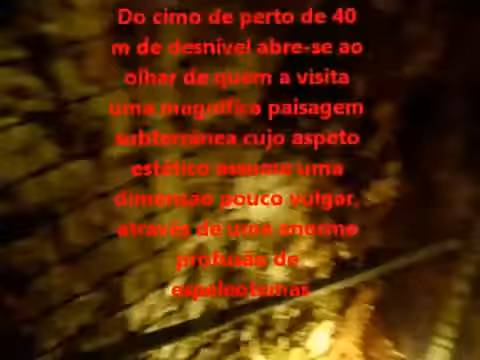 Do cimo de perto de 40
m de desnível abre-se ao
olhar de quem a visita
uma magnífica paisagem
subterrânea cujo aspeto
estético assume uma
dimensão pouco vulgar,
através de uma enorme
profusão de
espeleotemas